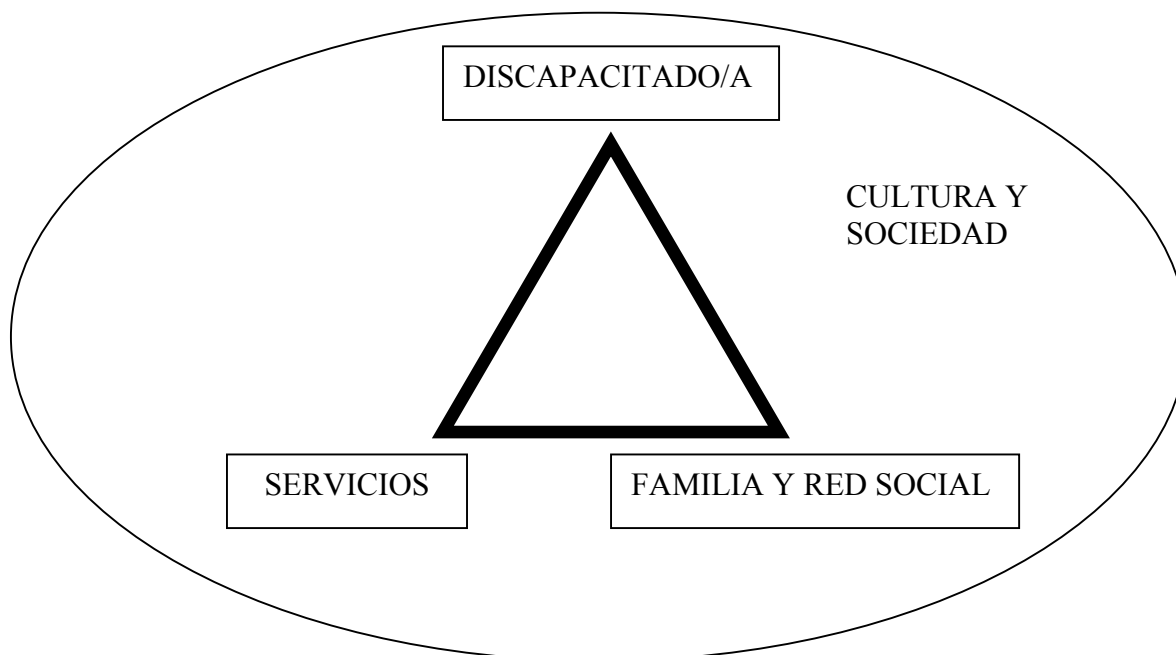 DISCAPACITADO/A
CULTURA Y
SOCIEDAD
SERVICIOS
FAMILIA Y RED SOCIAL